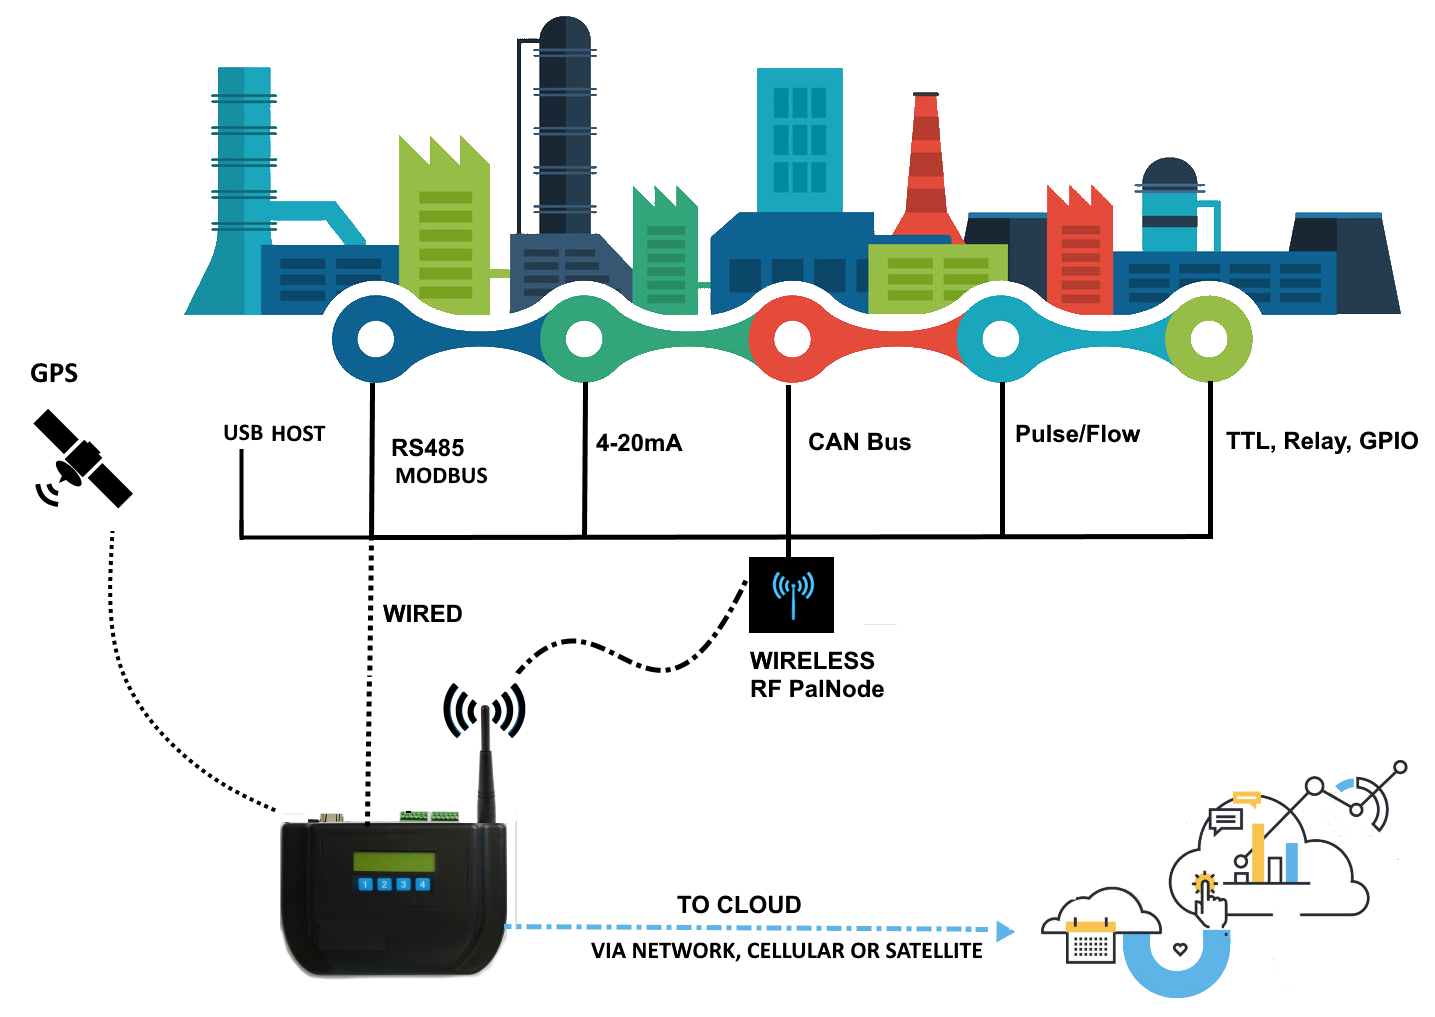 GPS
USB HOST
RS485
MODBUS
4-20mA
CAN Bus
Pulse/Flow
TTL, Relay, GPIO
WIRED
WIRELESS
RF PalNode
1 2 3 4
TO CLOUD
VIA NETWORK, CELLULAR OR SATELLITE